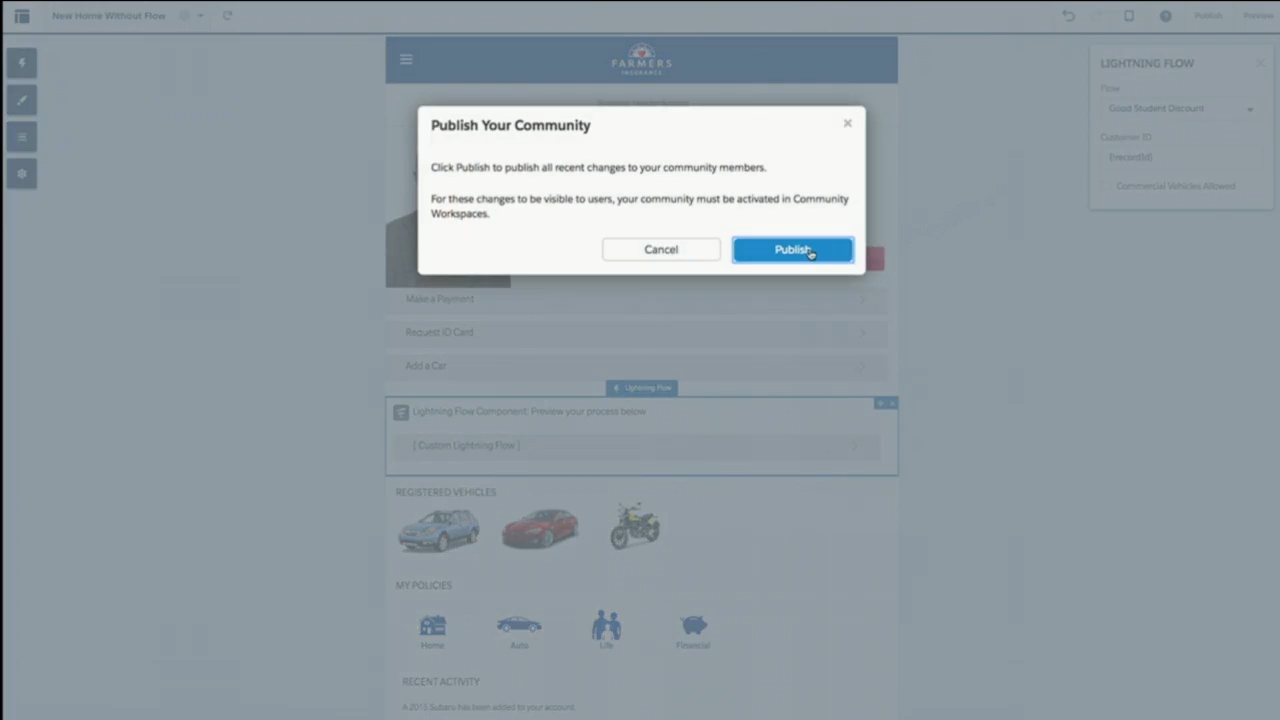 New Home Without Flow
Publish
Preview
FARMERS
INSURANCE
LIGHTNING FLOW
Flow
Good Student Discount
Customer ID
{!recordId}
Commercial Vehicles Allowed
Publish Your Community
Click Publish to publish all recent changes to your community members.
For these changes to be visible to users, your community must be activated in Community
Workspaces.
Cancel
Publish
Make a Payment
Request ID Card
Add a Car
Lightning Flow
Lightning Flow Component: Preview your process below
[ Custom Lightning Flow ]
REGISTERED VEHICLES
MY POLICIES
Home
Auto
Life
Financial
RECENT ACTIVITY
A 2015 Subaru has been added to your account.